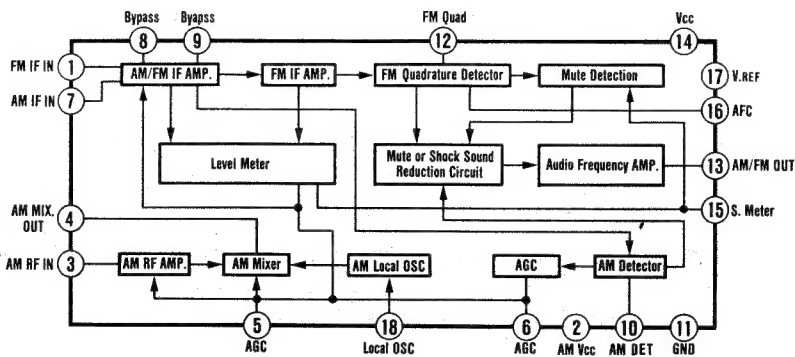 Bypass
Byapss
FM Quad
Vcc
8
9
12
14
FM IF IN
1
AM/FM IF AMP.
FM IF AMP.
FM Quadrature Detector
Mute Detection
17
V.REF
AM IF IN
7
16
AFC
Level Meter
Mute or Shock Sound
Reduction Circuit
Audio Frequency AMP.
13
AM/FM OUT
AM MIX.
OUT
4
15
S. Meter
AM RF IN
3
AM RF AMP.
AM Mixer
AM Local OSC
AGC
AM Detector
5
18
6
2
10
11
AGC
Local OSC
AGC
AM Vcc
AM DET
GND